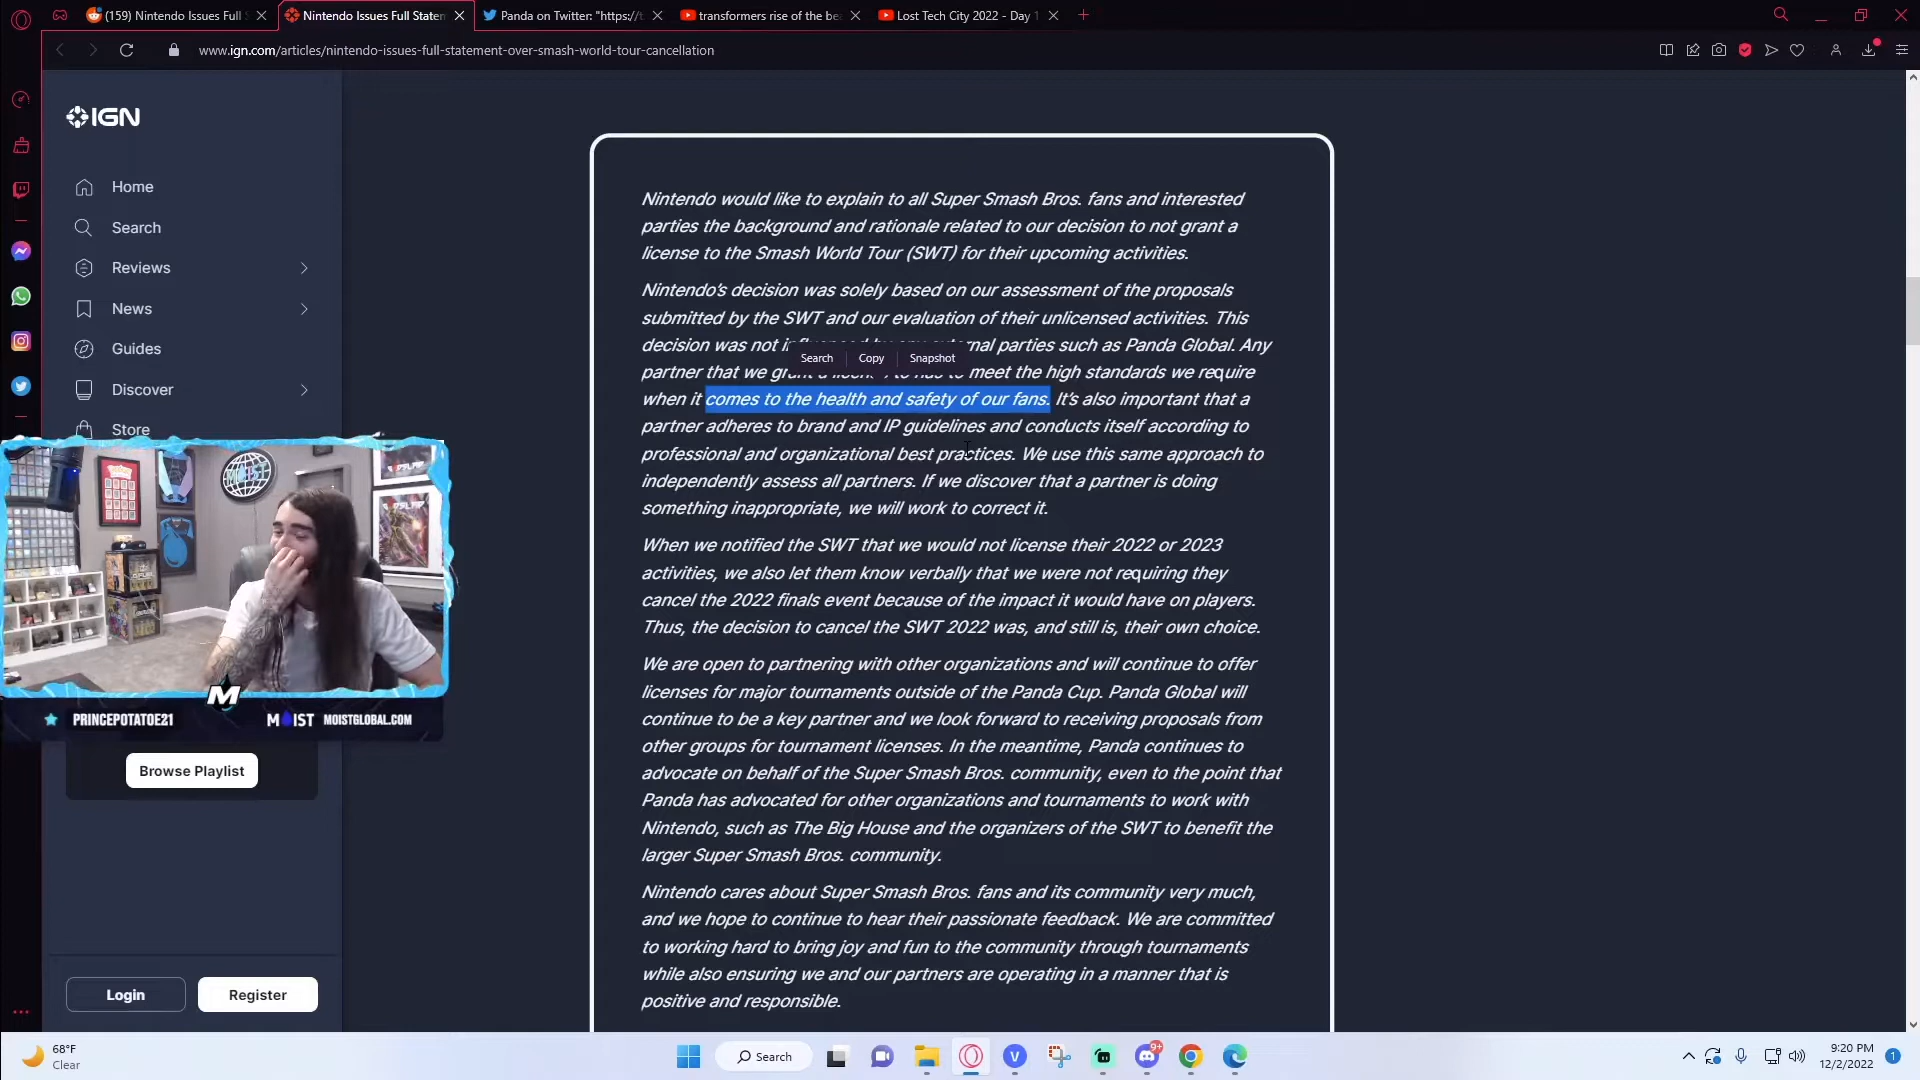 (159) Nintendo Issues Full S
Nintendo Issues Full Statem
Panda on Twitter: "https://t.
transformers rise of the be
Lost Tech City 2022 - Day 1
www.ign.com/articles/nintendo-issues-full-statement-over-smash-world-tour-cancellation
IGN
Home
Search
Reviews
News
Guides
Discover
Store
Nintendo would like to explain to all Super Smash Bros. fans and interested
parties the background and rationale related to our decision to not grant a
license to the Smash World Tour (SWT) for their upcoming activities.
Nintendo's decision was solely based on our assessment of the proposals
submitted by the SWT and our evaluation of their unlicensed activities. This
decision was not influenced by any external parties such as Panda Global. Any
Search Copy Snapshot
partner that we grant a license to has to meet the high standards we require
when it comes to the health and safety of our fans. It's also important that a
partner adheres to brand and IP guidelines and conducts itself according to
professional and organizational best practices. We use this same approach to
independently assess all partners. If we discover that a partner is doing
something inappropriate, we will work to correct it.
When we notified the SWT that we would not license their 2022 or 2023
activities, we also let them know verbally that we were not requiring they
cancel the 2022 finals event because of the impact it would have on players.
Thus, the decision to cancel the SWT 2022 was, and still is, their own choice.
We are open to partnering with other organizations and will continue to offer
licenses for major tournaments outside of the Panda Cup. Panda Global will
continue to be a key partner and we look forward to receiving proposals from
other groups for tournament licenses. In the meantime, Panda continues to
advocate on behalf of the Super Smash Bros. community, even to the point that
Panda has advocated for other organizations and tournaments to work with
Nintendo, such as The Big House and the organizers of the SWT to benefit the
larger Super Smash Bros. community.
Nintendo cares about Super Smash Bros. fans and its community very much,
and we hope to continue to hear their passionate feedback. We are committed
to working hard to bring joy and fun to the community through tournaments
while also ensuring we and our partners are operating in a manner that is
positive and responsible.
M
PRINCEPOTATOE21
MOIST MOISTGLOBAL.COM
Browse Playlist
Login
Register
68°F
Clear
Search
V
9+
9:20 PM
12/2/2022
1